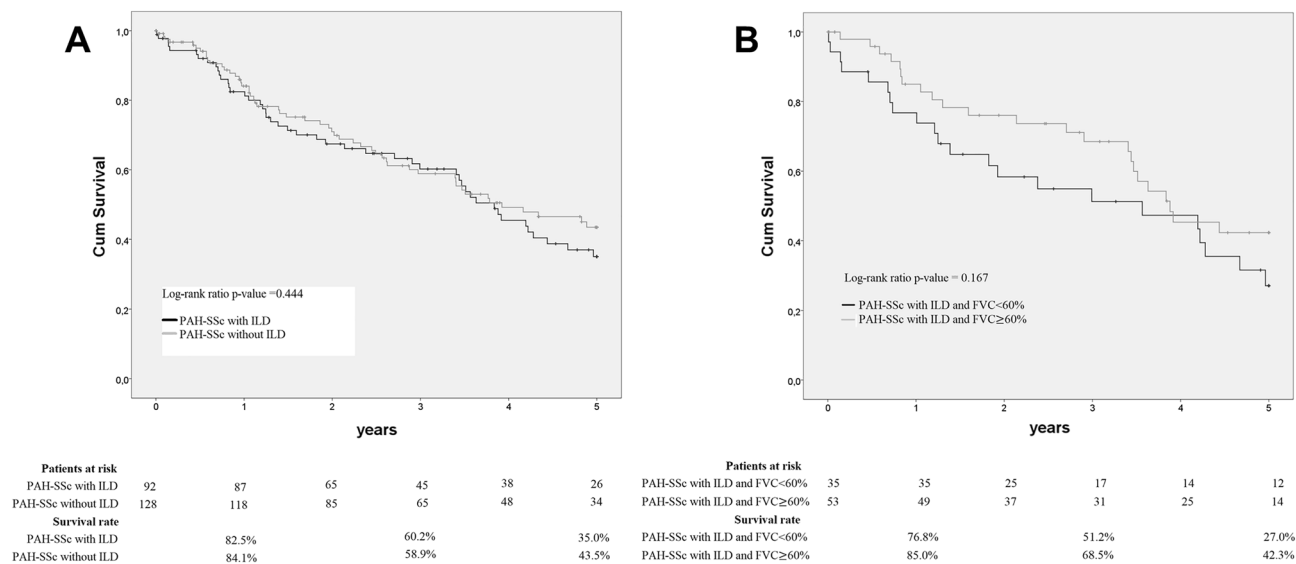 A
Cum Survival
1,0
0,8
0,6
0,4
0,2
0,0
Log-rank ratio p-value =0.444
PAH-SSc with ILD
PAH-SSc without ILD
0 1 2 3 4 5
years
Patients at risk
PAH-SSc with ILD 92 87 65 45 38 26
PAH-SSc without ILD 128 118 85 65 48 34
Survival rate
PAH-SSc with ILD 82.5% 60.2% 35.0%
PAH-SSc without ILD 84.1% 58.9% 43.5%
B
Cum Survival
1,0
0,8
0,6
0,4
0,2
0,0
Log-rank ratio p-value = 0.167
PAH-SSc with ILD and FVC<60%
PAH-SSc with ILD and FVC≥60%
0 1 2 3 4 5
years
Patients at risk
PAH-SSc with ILD and FVC<60% 35 35 25 17 14 12
PAH-SSc with ILD and FVC≥60% 53 49 37 31 25 14
Survival rate
PAH-SSc with ILD and FVC<60% 76.8% 51.2% 27.0%
PAH-SSc with ILD and FVC≥60% 85.0% 68.5% 42.3%